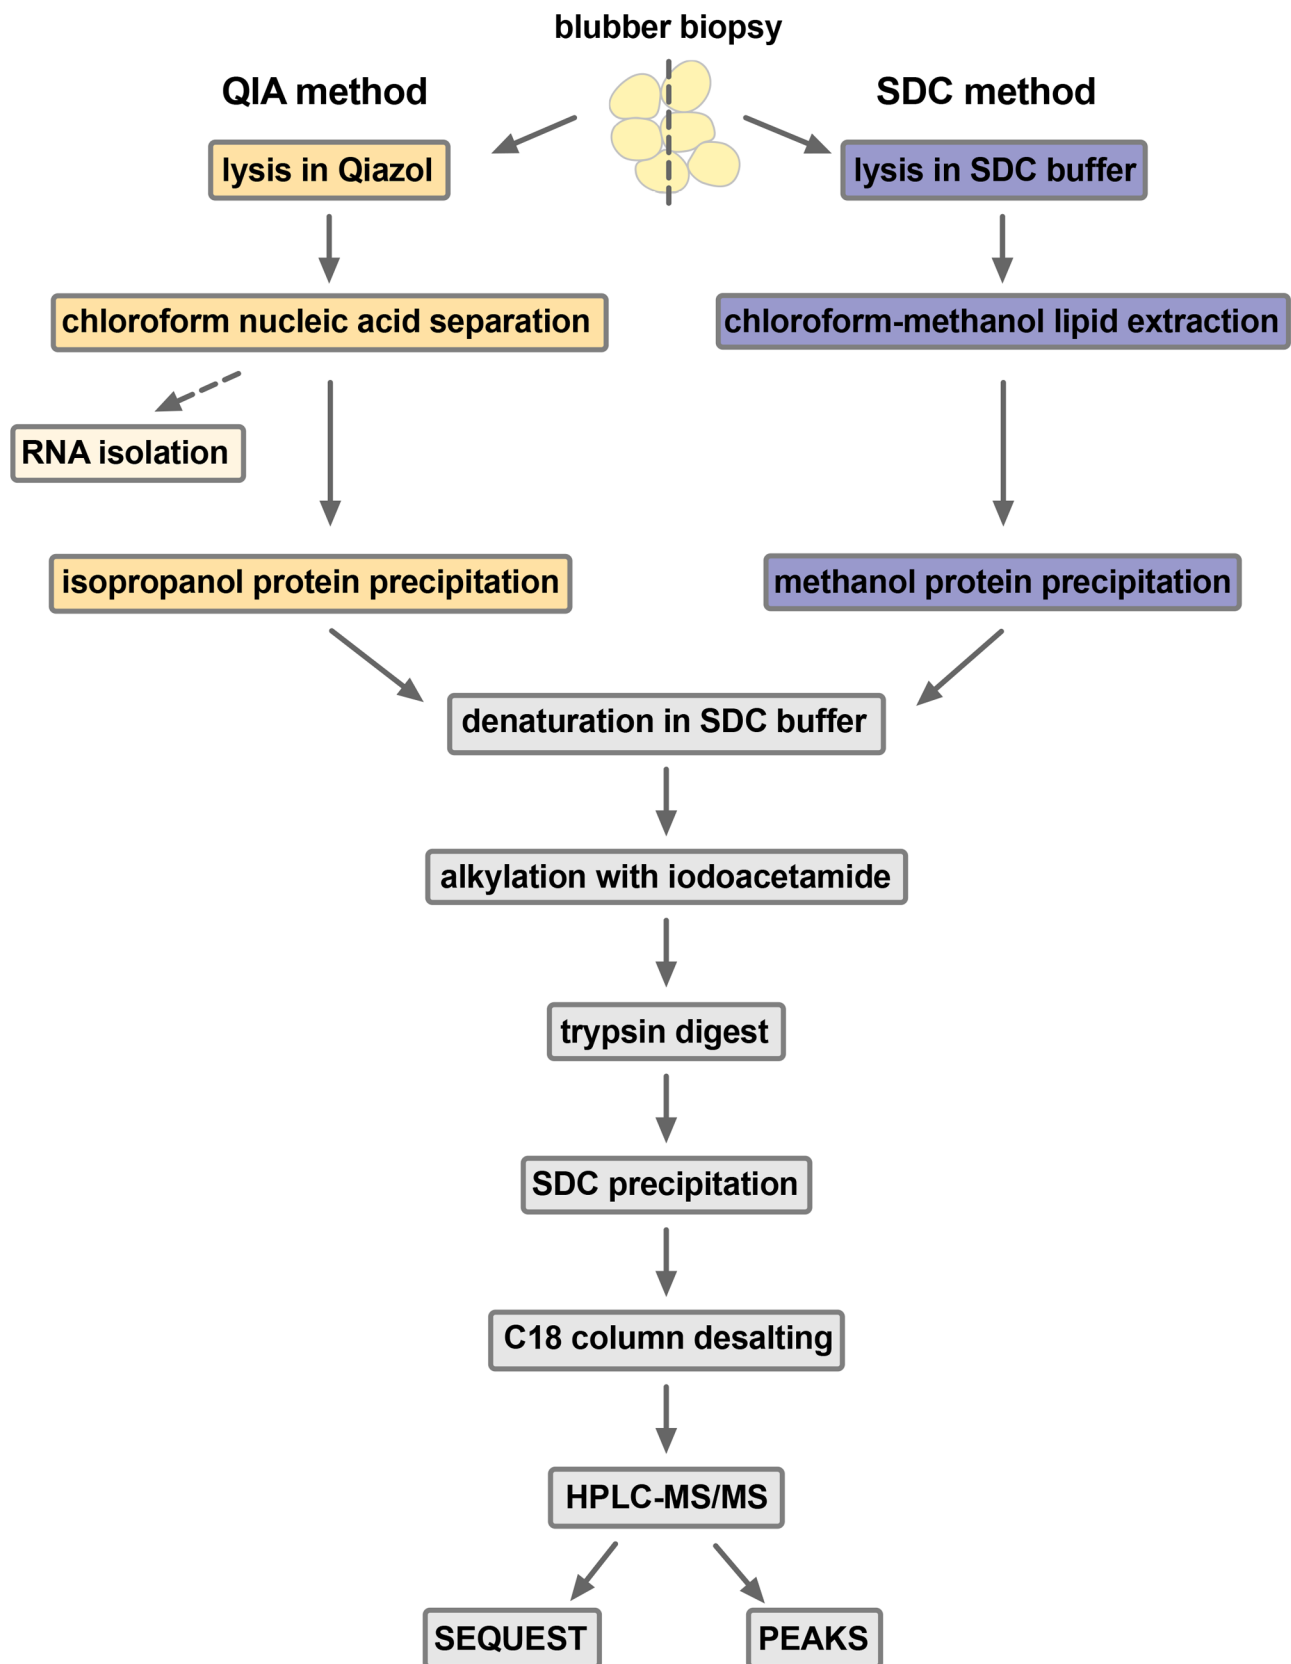 blubber biopsy
QIA method
SDC method
lysis in Qiazol
lysis in SDC buffer
chloroform nucleic acid separation
chloroform-methanol lipid extraction
RNA isolation
isopropanol protein precipitation
methanol protein precipitation
denaturation in SDC buffer
alkylation with iodoacetamide
trypsin digest
SDC precipitation
C18 column desalting
HPLC-MS/MS
SEQUEST
PEAKS